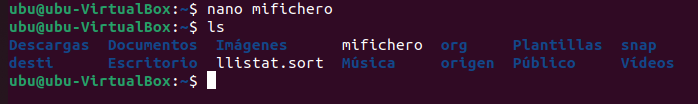 ubu@ubu-VirtualBox:~$ nano mifichero
ubu@ubu-VirtualBox:~$ ls
Descargas Documentos Imágenes mifichero org Plantillas snap
desti Escritorio llistat.sort Música origen Público Vídeos
ubu@ubu-VirtualBox:~$